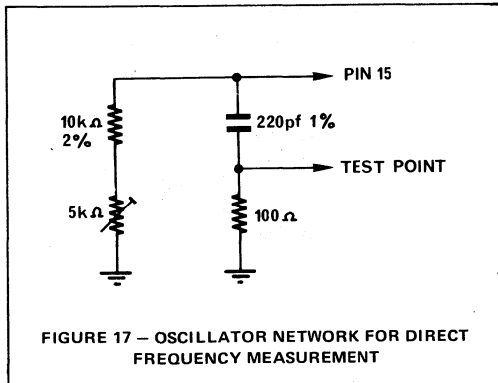 PIN 15
10kΩ
2%
220pf 1%
TEST POINT
5kΩ
100Ω
FIGURE 17 — OSCILLATOR NETWORK FOR DIRECT
FREQUENCY MEASUREMENT